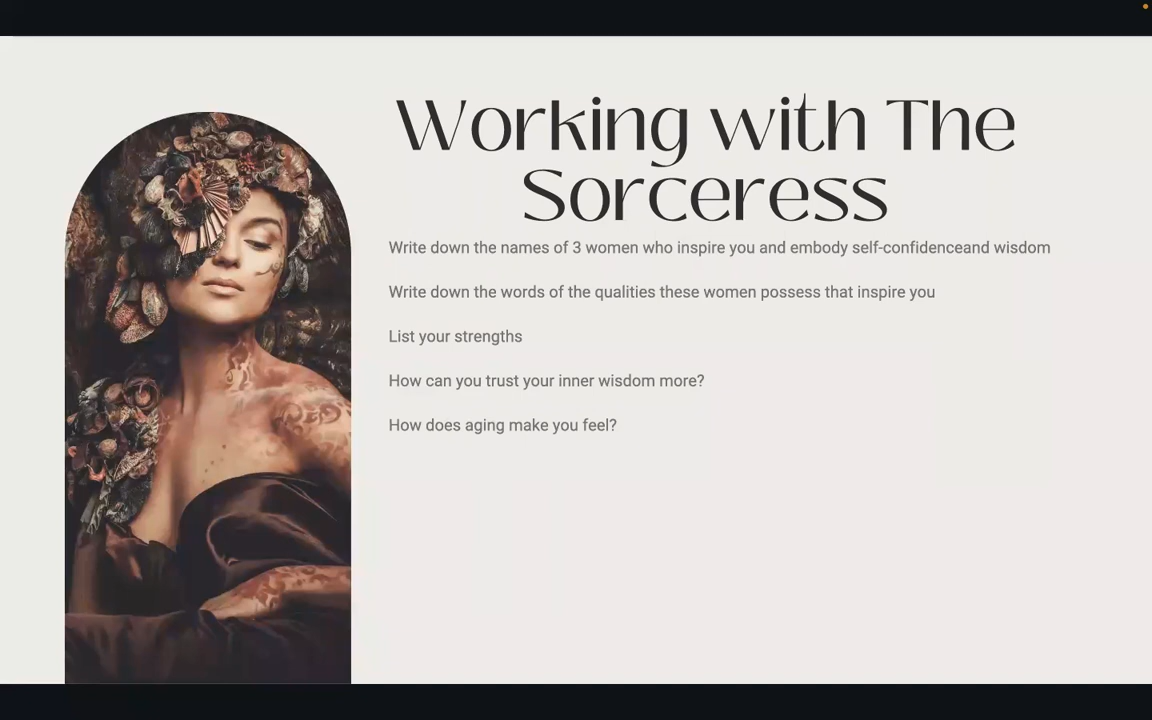 Working with The
Sorceress
Write down the names of 3 women who inspire you and embody self-confidenceand wisdom
Write down the words of the qualities these women possess that inspire you
List your strengths
How can you trust your inner wisdom more?
How does aging make you feel?